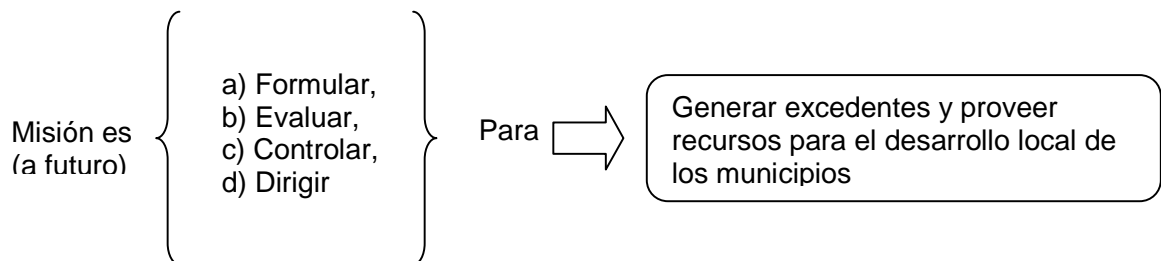 Misión es
(a futuro)
a) Formular,
b) Evaluar,
c) Controlar,
d) Dirigir
Para
Generar excedentes y proveer
recursos para el desarrollo local de
los municipios